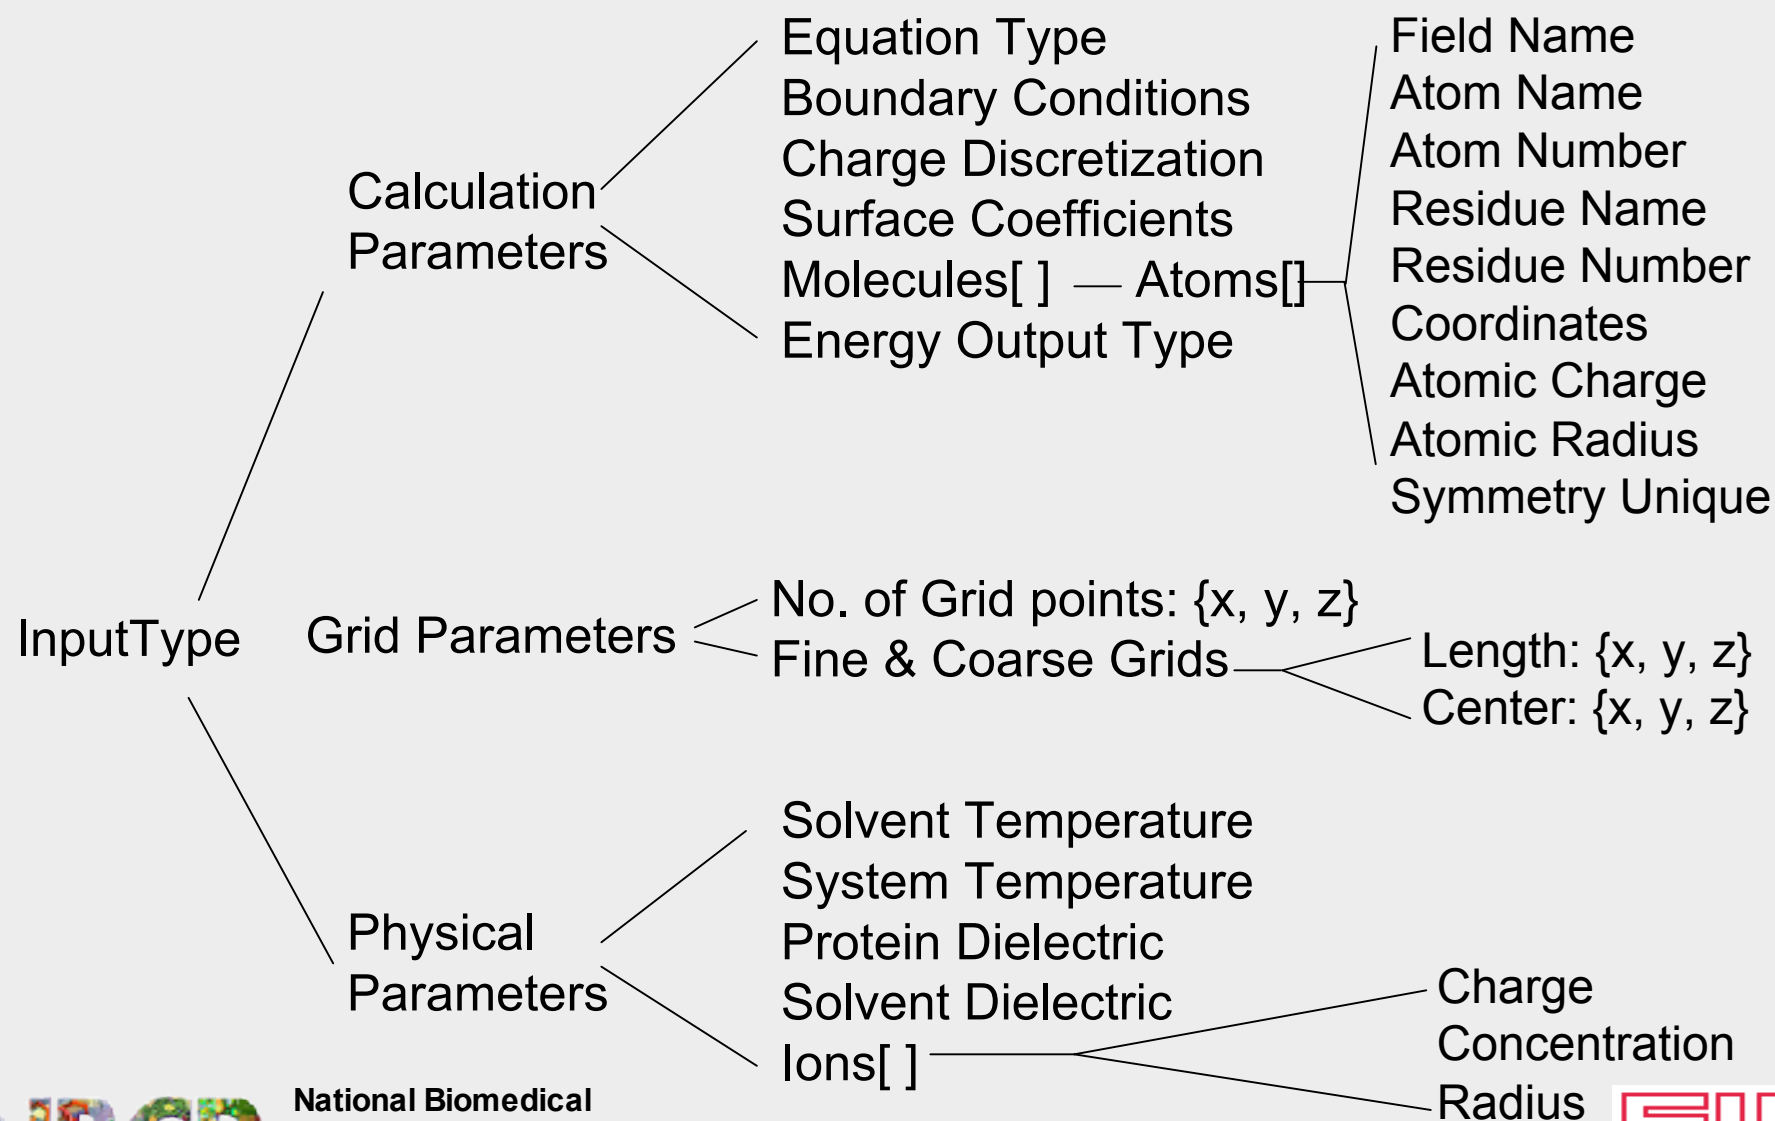 InputType
Calculation
Parameters
Equation Type
Boundary Conditions
Charge Discretization
Surface Coefficients
Molecules[ ] — Atoms[]
Energy Output Type
Field Name
Atom Name
Atom Number
Residue Name
Residue Number
Coordinates
Atomic Charge
Atomic Radius
Symmetry Unique
Grid Parameters
No. of Grid points: {x, y, z}
Fine & Coarse Grids
Length: {x, y, z}
Center: {x, y, z}
Physical
Parameters
Solvent Temperature
System Temperature
Protein Dielectric
Solvent Dielectric
Ions[ ]
Charge
Concentration
Radius
National Biomedical